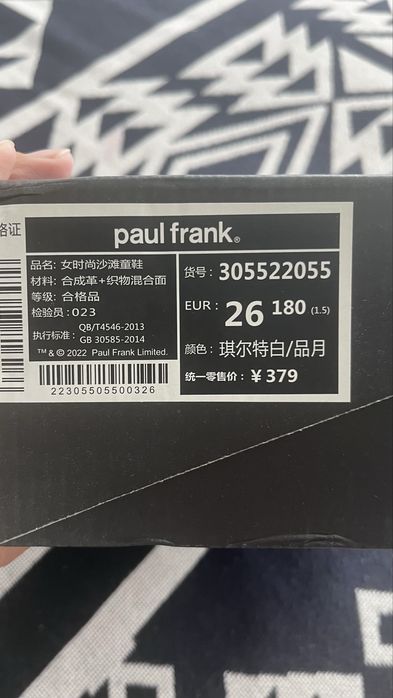 格证
paul frank®
品名: 女时尚沙滩童鞋
材料: 合成革+织物混合面
等级: 合格品
检验员: 023
执行标准: QB/T4546-2013
GB 30585-2014
™ & © 2022 Paul Frank Limited.
22305505500326
货号: 305522055
EUR: 26 180 (1.5)
颜色: 琪尔特白/品月
统一零售价: ¥379